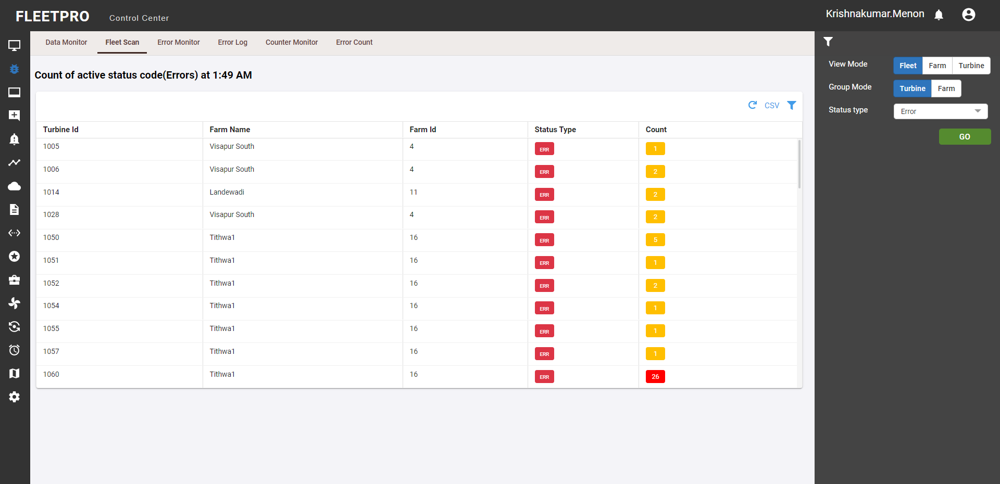 FLEETPRO Control Center Krishnakumar.Menon
Data Monitor Fleet Scan Error Monitor Error Log Counter Monitor Error Count
Count of active status code(Errors) at 1:49 AM
CSV
Turbine Id Farm Name Farm Id Status Type Count
1005 Visapur South 4 ERR 1
1006 Visapur South 4 ERR 2
1014 Landewadi 11 ERR 2
1028 Visapur South 4 ERR 2
1050 Tithwa1 16 ERR 5
1051 Tithwa1 16 ERR 1
1052 Tithwa1 16 ERR 2
1054 Tithwa1 16 ERR 1
1055 Tithwa1 16 ERR 1
1057 Tithwa1 16 ERR 1
1060 Tithwa1 16 ERR 26
View Mode Fleet Farm Turbine
Group Mode Turbine Farm
Status type Error
GO